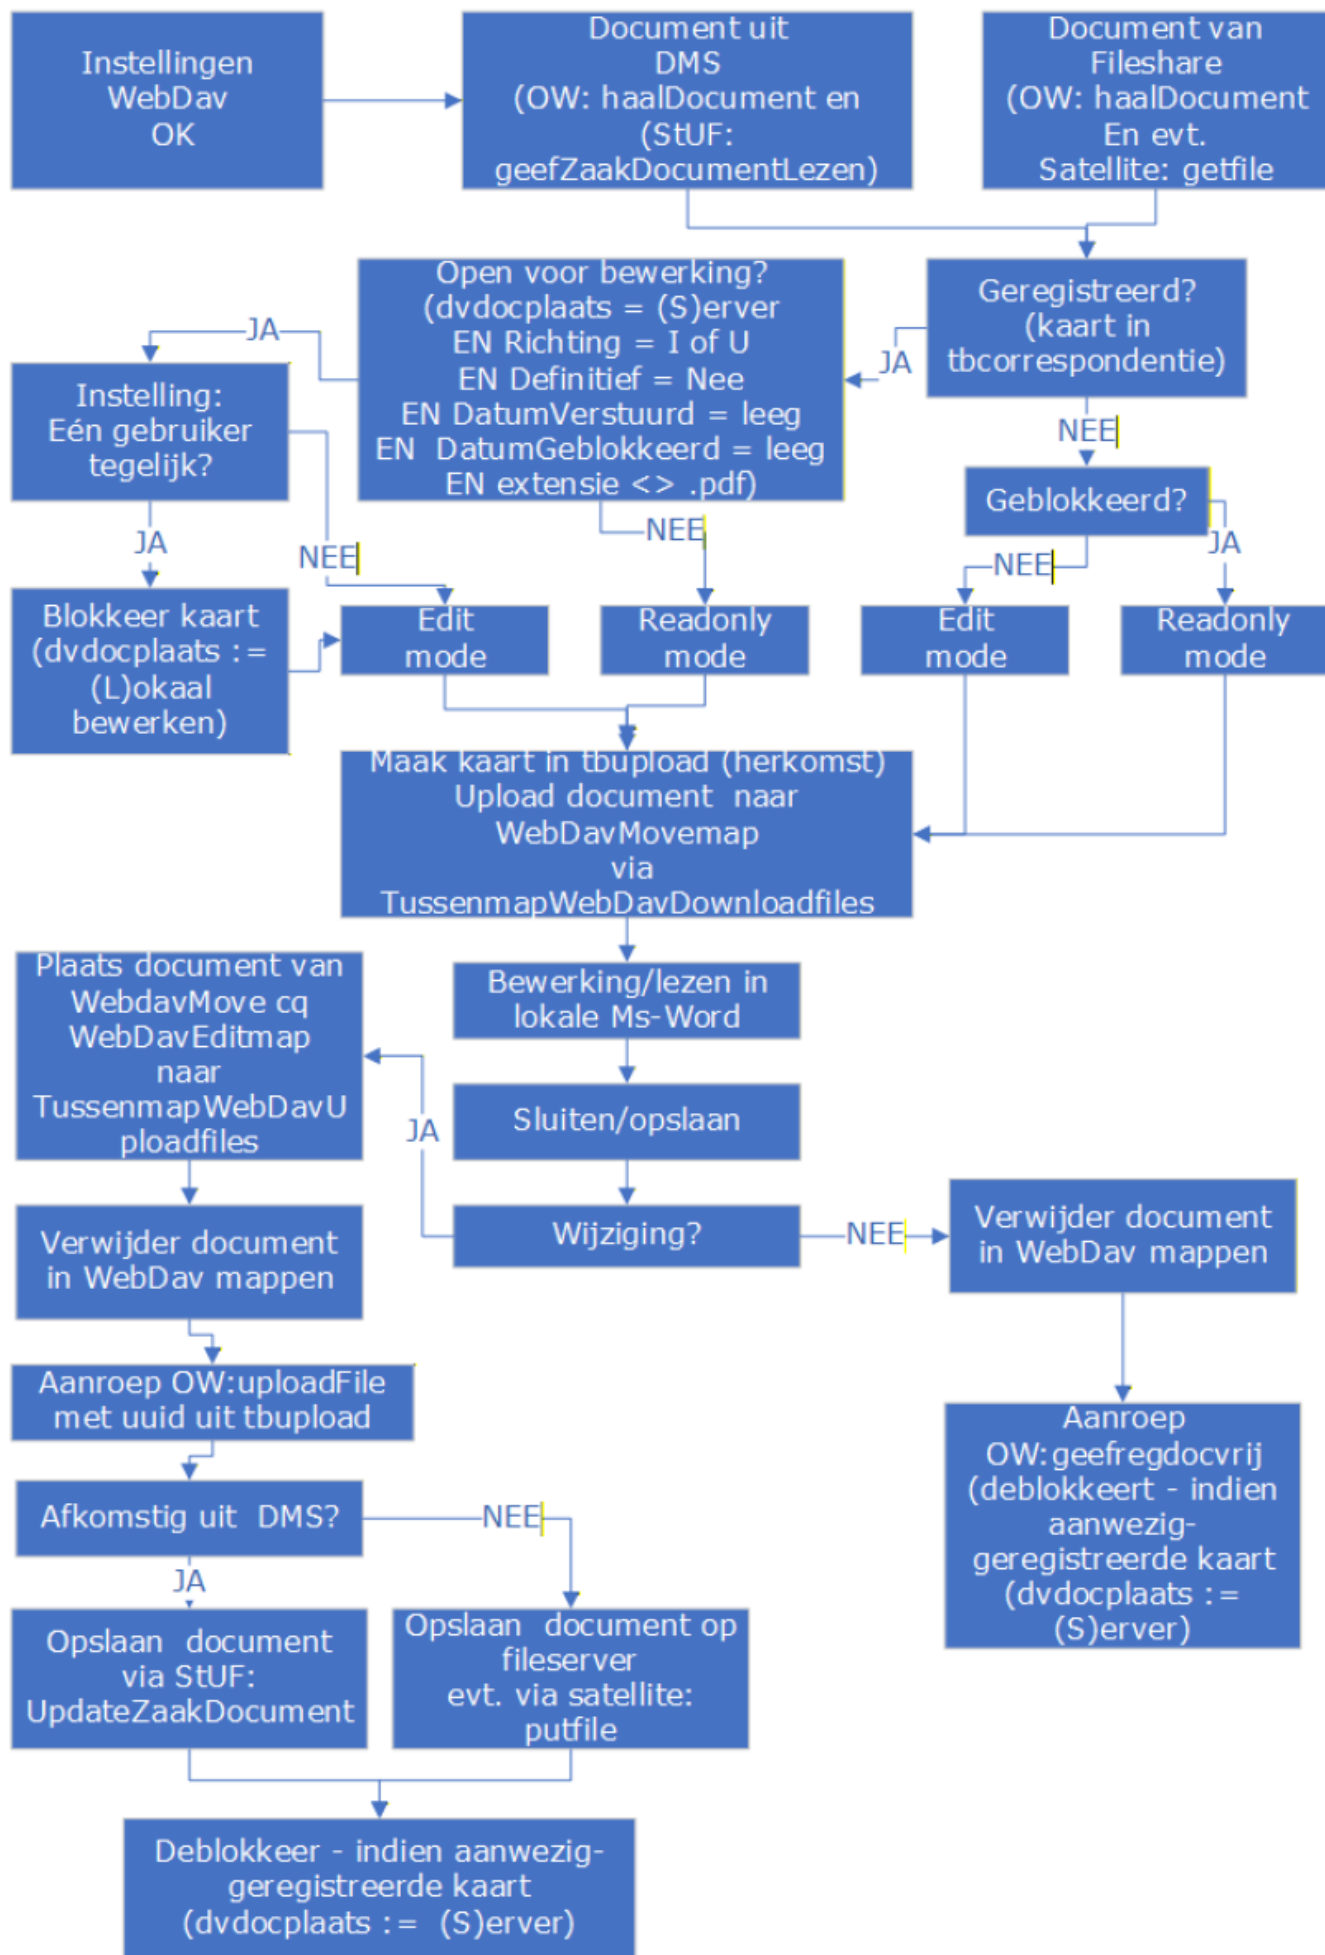 Instellingen
WebDav
OK
Document uit
DMS
(OW: haalDocument en
(StUF:
geefZaakDocumentLezen)
Document van
Fileshare
(OW: haalDocument
En evt.
Satellite: getfile
Geregistreerd?
(kaart in
tbcorrespondentie)
JA
NEE
Open voor bewerking?
(dvdocplaats = (S)erver
EN Richting = I of U
EN Definitief = Nee
EN DatumVerstuurd = leeg
EN  DatumGeblokkeerd = leeg
EN extensie <> .pdf)
JA
NEE
Instelling:
Eén gebruiker
tegelijk?
JA
NEE
Geblokkeerd?
NEE
JA
Blokkeer kaart
(dvdocplaats :=
(L)okaal
bewerken)
Edit
mode
Readonly
mode
Edit
mode
Readonly
mode
Maak kaart in tbupload (herkomst)
Upload document  naar
WebDavMovemap
via
TussenmapWebDavDownloadfiles
Bewerking/lezen in
lokale Ms-Word
Sluiten/opslaan
Wijziging?
JA
NEE
Plaats document van
WebdavMove cq
WebDavEditmap
naar
TussenmapWebDavU
ploadfiles
Verwijder document
in WebDav mappen
Verwijder document
in WebDav mappen
Aanroep OW:uploadFile
met uuid uit tbupload
Aanroep
OW:geefregdocvrij
(deblokkeert - indien
aanwezig-
geregistreerde kaart
(dvdocplaats :=
(S)erver)
Afkomstig uit  DMS?
NEE
JA
Opslaan  document
via StUF:
UpdateZaakDocument
Opslaan  document op
fileserver
evt. via satellite:
putfile
Deblokkeer - indien aanwezig-
geregistreerde kaart
(dvdocplaats :=  (S)erver)